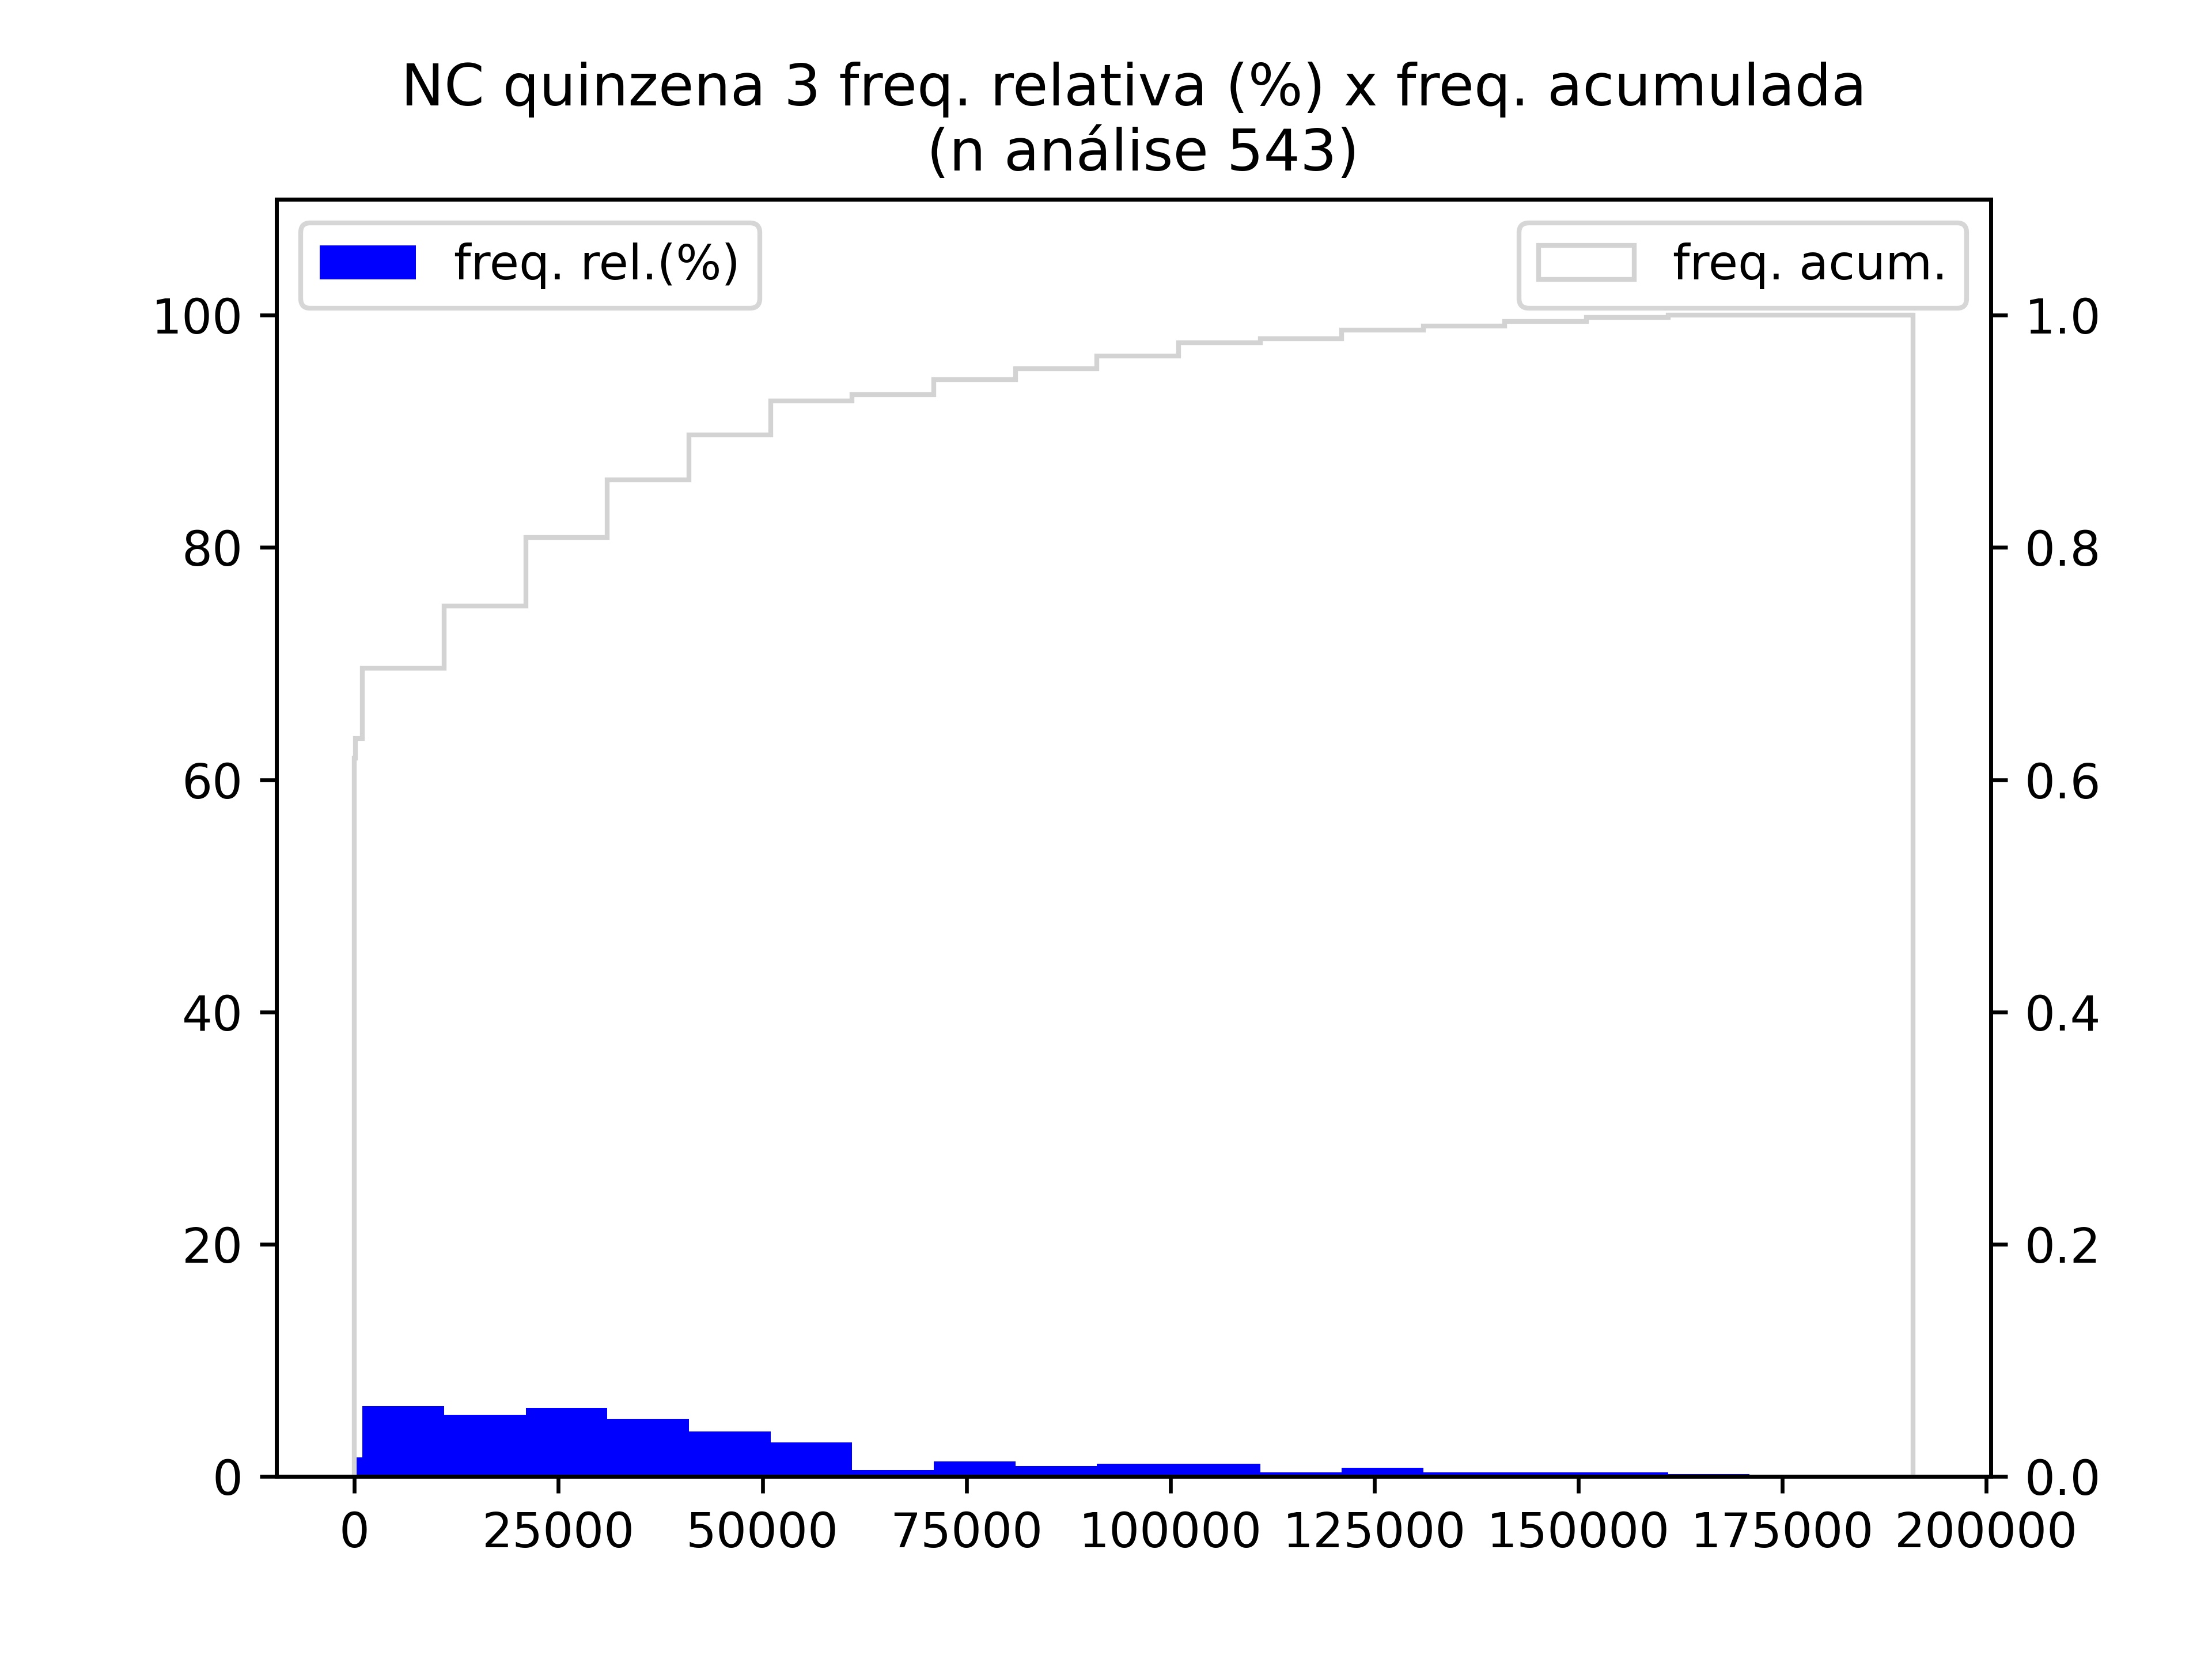 NC quinzena 3 freq. relativa (%) x freq. acumulada
(n análise 543)
freq. rel.(%)
freq. acum.
100
80
60
40
20
0
1.0
0.8
0.6
0.4
0.2
0.0
0 25000 50000 75000 100000 125000 150000 175000 200000